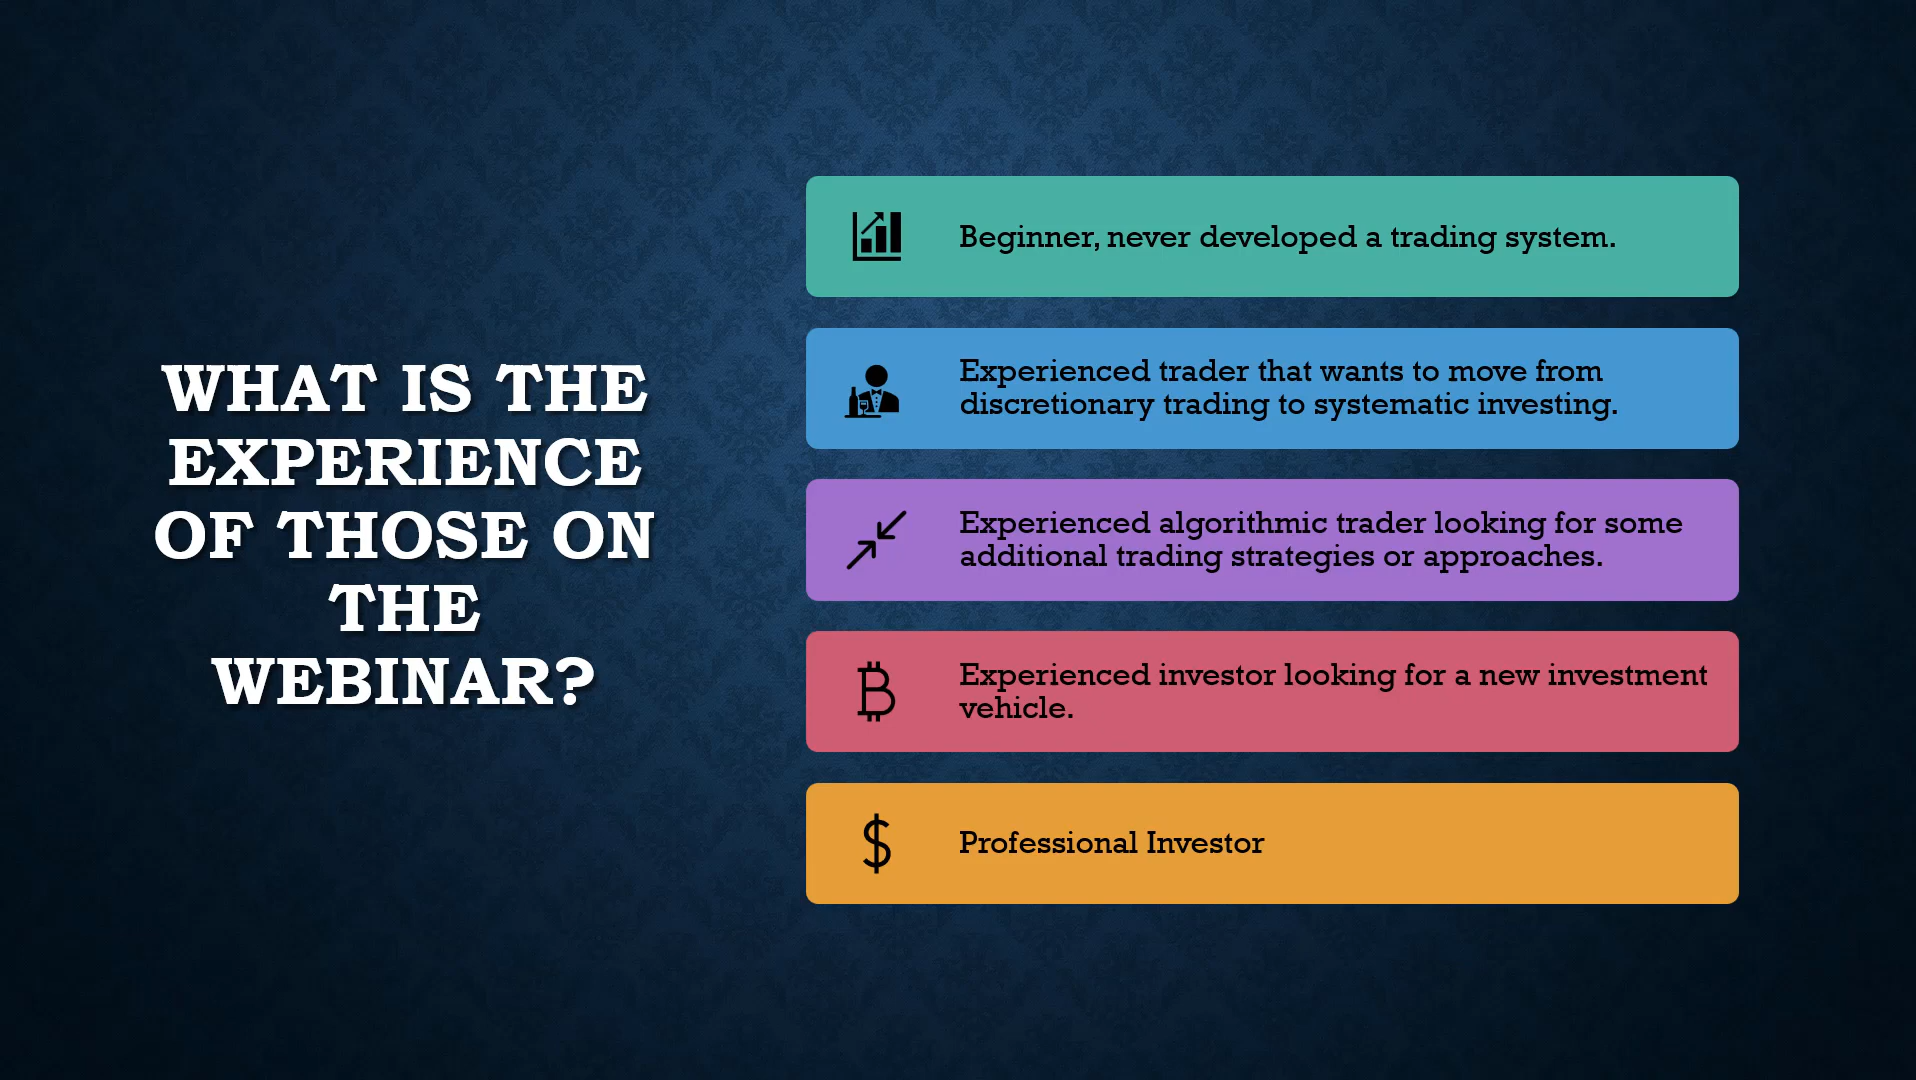 WHAT IS THE
EXPERIENCE
OF THOSE ON
THE
WEBINAR?
Beginner, never developed a trading system.
Experienced trader that wants to move from
discretionary trading to systematic investing.
Experienced algorithmic trader looking for some
additional trading strategies or approaches.
Experienced investor looking for a new investment
vehicle.
Professional Investor